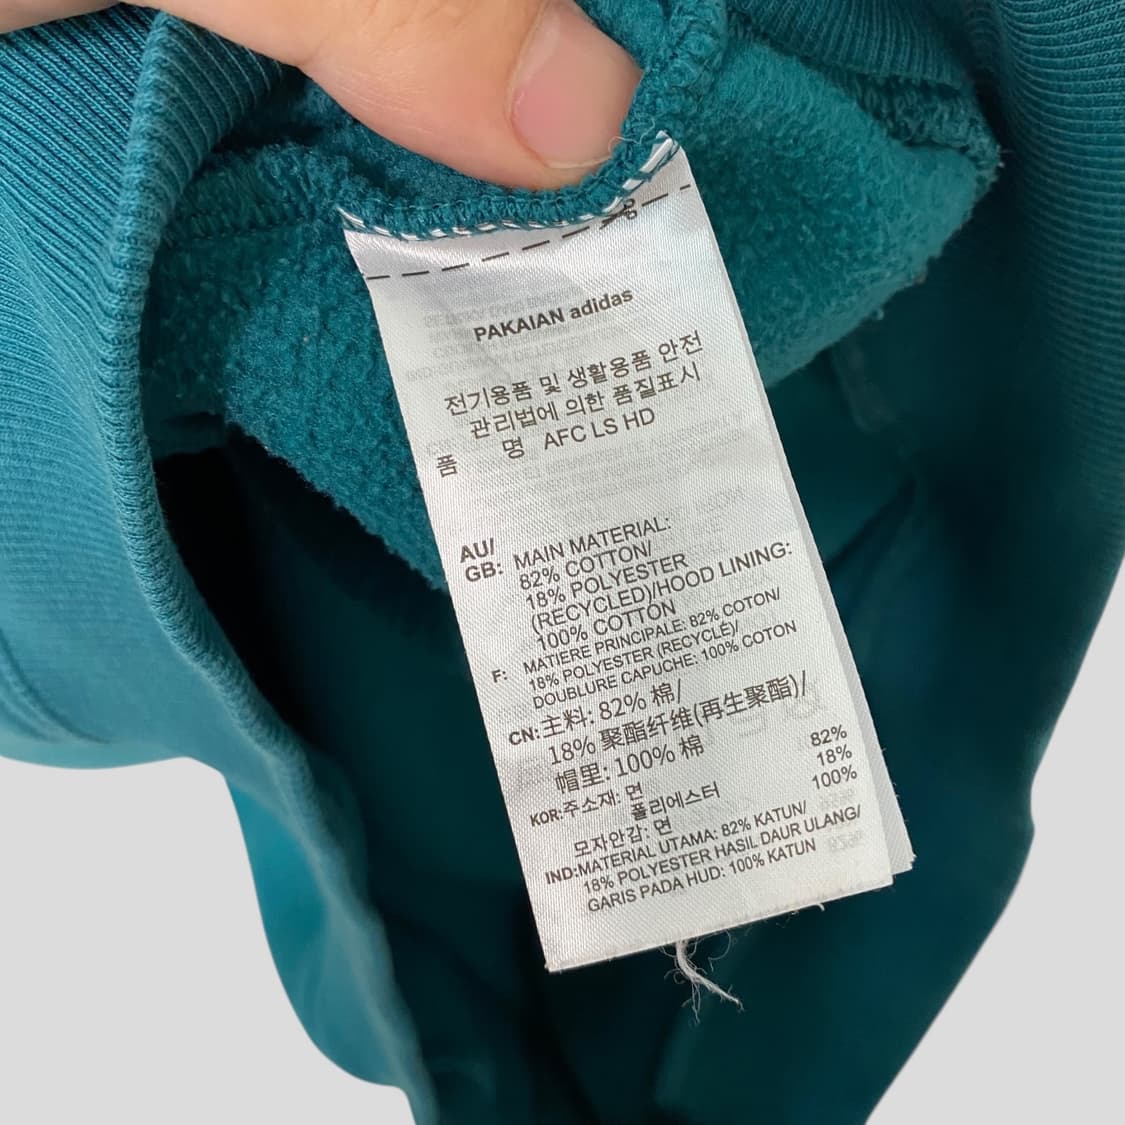 PAKAIAN adidas
전기용품 및 생활용품 안전
관리법에 의한 품질표시
품 명 AFC LS HD
AU/
GB: MAIN MATERIAL:
82% COTTON/
18% POLYESTER
(RECYCLED)/HOOD LINING:
100% COTTON
F: MATIERE PRINCIPALE: 82% COTON/
18% POLYESTER (RECYCLE)/
DOUBLURE CAPUCHE: 100% COTON
CN: 主料: 82% 棉/
18% 聚酯纤维(再生聚酯)/
帽里: 100% 棉
KOR: 주소재: 면 82%
폴리에스터 18%
모자안감: 면 100%
IND:MATERIAL UTAMA: 82% KATUN/
18% POLYESTER HASIL DAUR ULANG/
GARIS PADA HUD: 100% KATUN